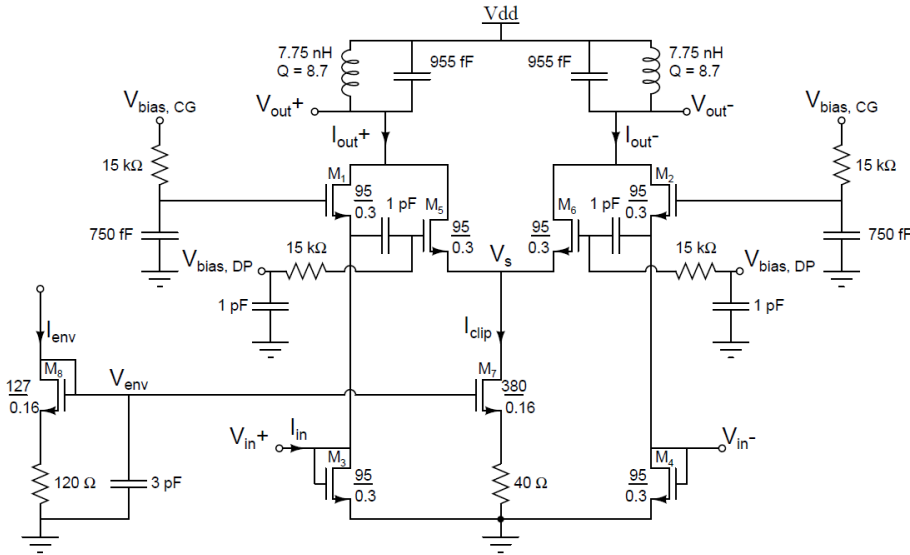 Vdd
7.75 nH
Q = 8.7
955 fF
955 fF
7.75 nH
Q = 8.7
Vout+
Vout-
Vbias, CG
Vbias, CG
Iout+
Iout-
15 kΩ
15 kΩ
M1
95
0.3
1 pF
M5
95
0.3
M6
95
0.3
1 pF
M2
95
0.3
750 fF
750 fF
15 kΩ
15 kΩ
Vbias, DP
Vs
Vbias, DP
1 pF
1 pF
Ienv
Iclip
M8
127
0.16
Venv
M7
380
0.16
Vin+
Iin
Vin-
M3
95
0.3
M4
95
0.3
120 Ω
3 pF
40 Ω